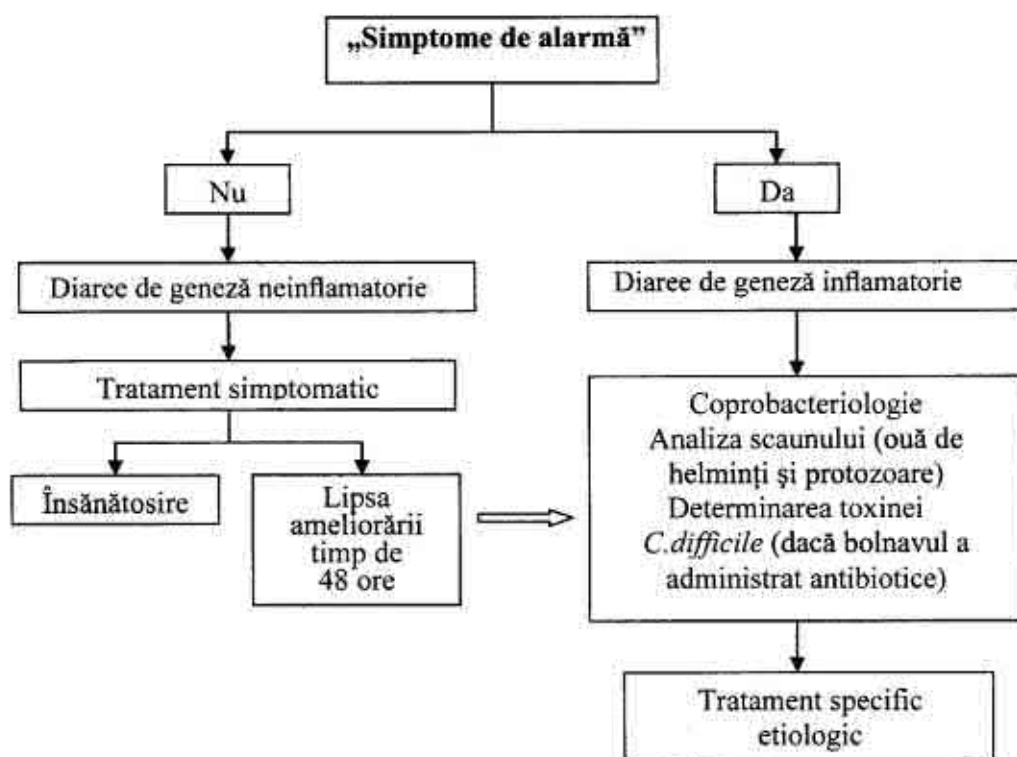 „Simptome de alarmă”
Nu
Da
Diaree de geneză neinflamatorie
Diaree de geneză inflamatorie
Tratament simptomatic
Însănătosire
Lipsa
ameliorării
timp de
48 ore
Coprobacteriologie
Analiza scaunului (ouă de
helminți și protozoare)
Determinarea toxinei
C.difficile (dacă bolnavul a
administrat antibiotice)
Tratament specific
etiologic